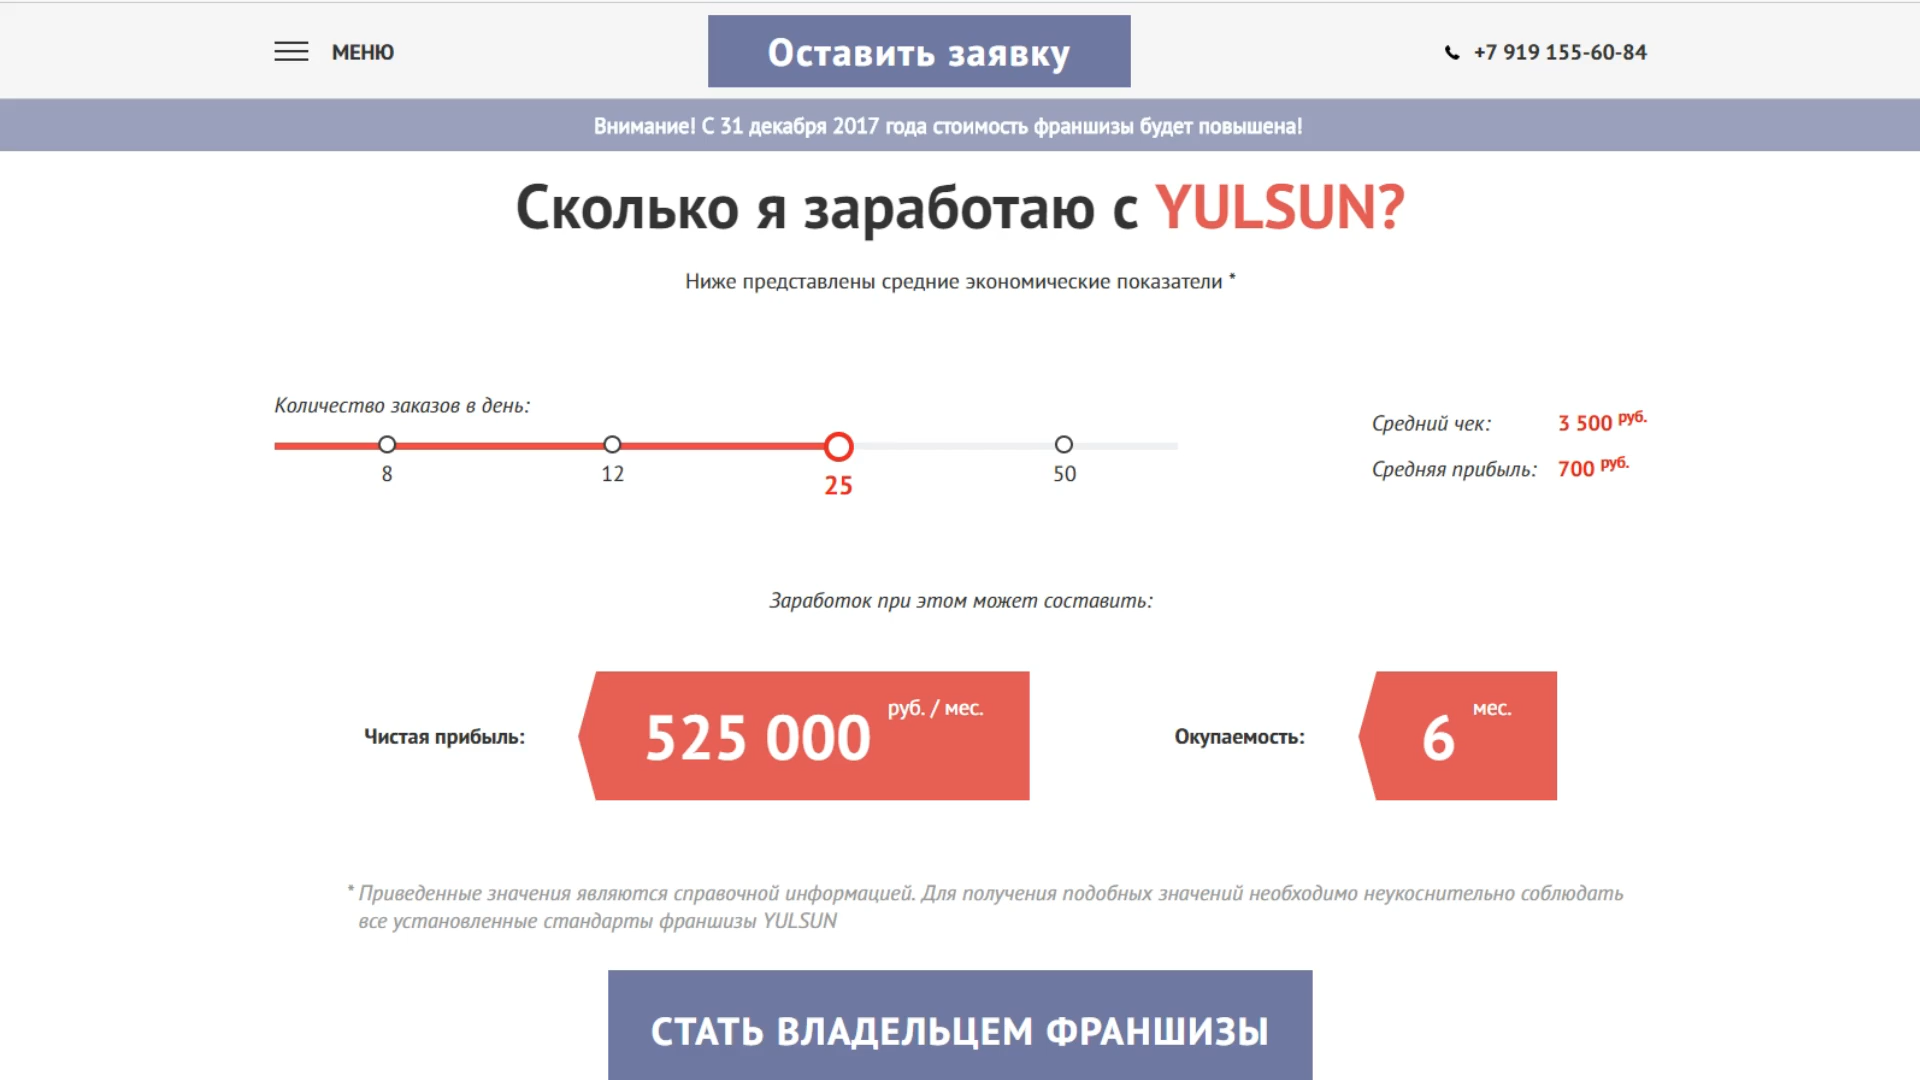 МЕНЮ
Оставить заявку
+7 919 155-60-84
Внимание! С 31 декабря 2017 года стоимость франшизы будет повышена!
Сколько я заработаю с YULSUN?
Ниже представлены средние экономические показатели *
Количество заказов в день:
8
12
25
50
Средний чек: 3 500 руб.
Средняя прибыль: 700 руб.
Заработок при этом может составить:
Чистая прибыль: 525 000 руб. / мес.
Окупаемость: 6 мес.
* Приведенные значения являются справочной информацией. Для получения подобных значений необходимо неукоснительно соблюдать
все установленные стандарты франшизы YULSUN
СТАТЬ ВЛАДЕЛЬЦЕМ ФРАНШИЗЫ